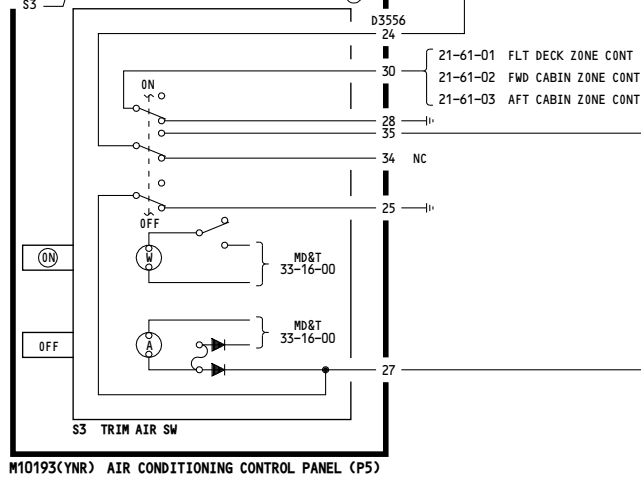 S3
D3556
24
30
21-61-01 FLT DECK ZONE CONT
21-61-02 FWD CABIN ZONE CONT
21-61-03 AFT CABIN ZONE CONT
ON
28
35
34 NC
25
OFF
ON
W
MD&T
33-16-00
OFF
A
MD&T
33-16-00
27
S3 TRIM AIR SW
M10193(YNR) AIR CONDITIONING CONTROL PANEL (P5)